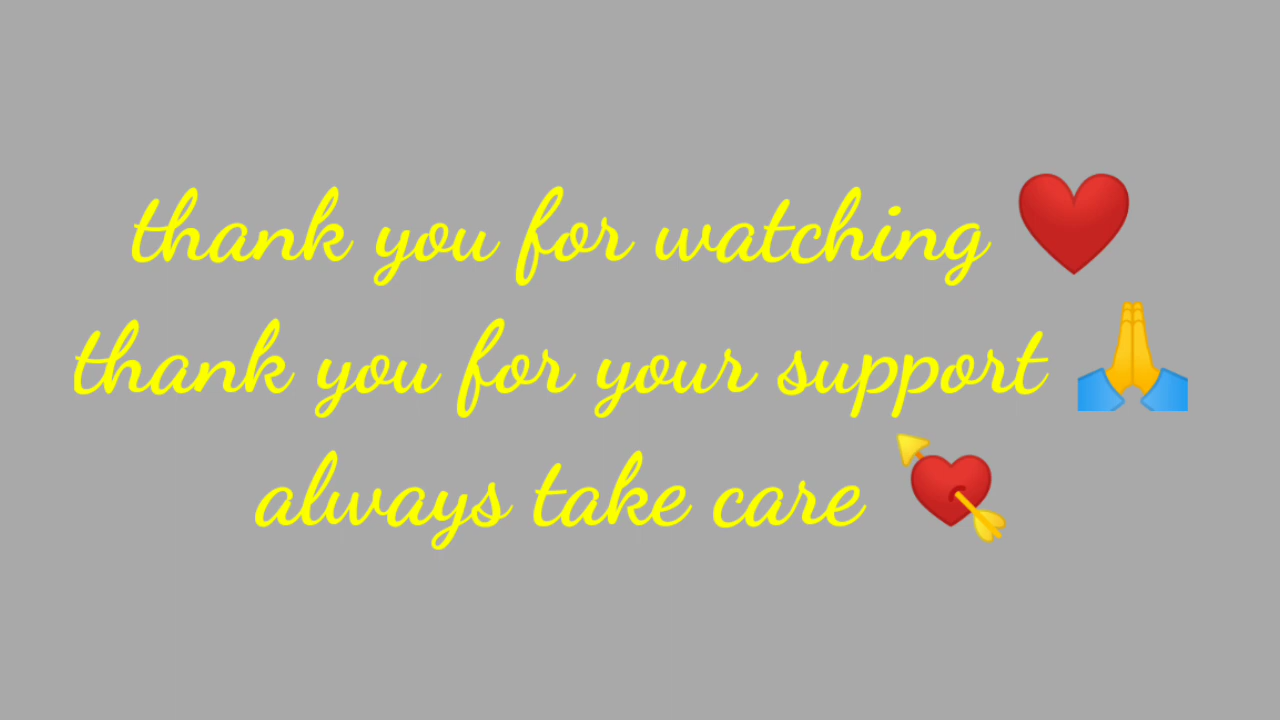 thank you for watching ❤️
thank you for your support 🙏
always take care 💘